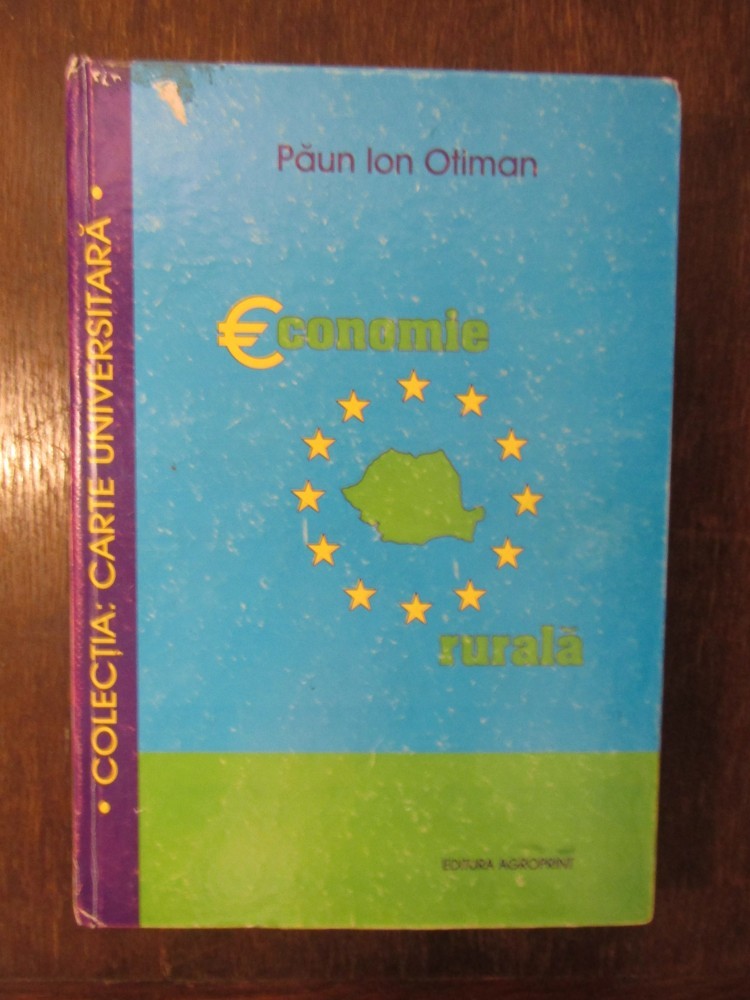 Păun Ion Otiman
€conomie
rurală
EDITURA AGROPRINT
• COLECȚIA: CARTE UNIVERSITARĂ •